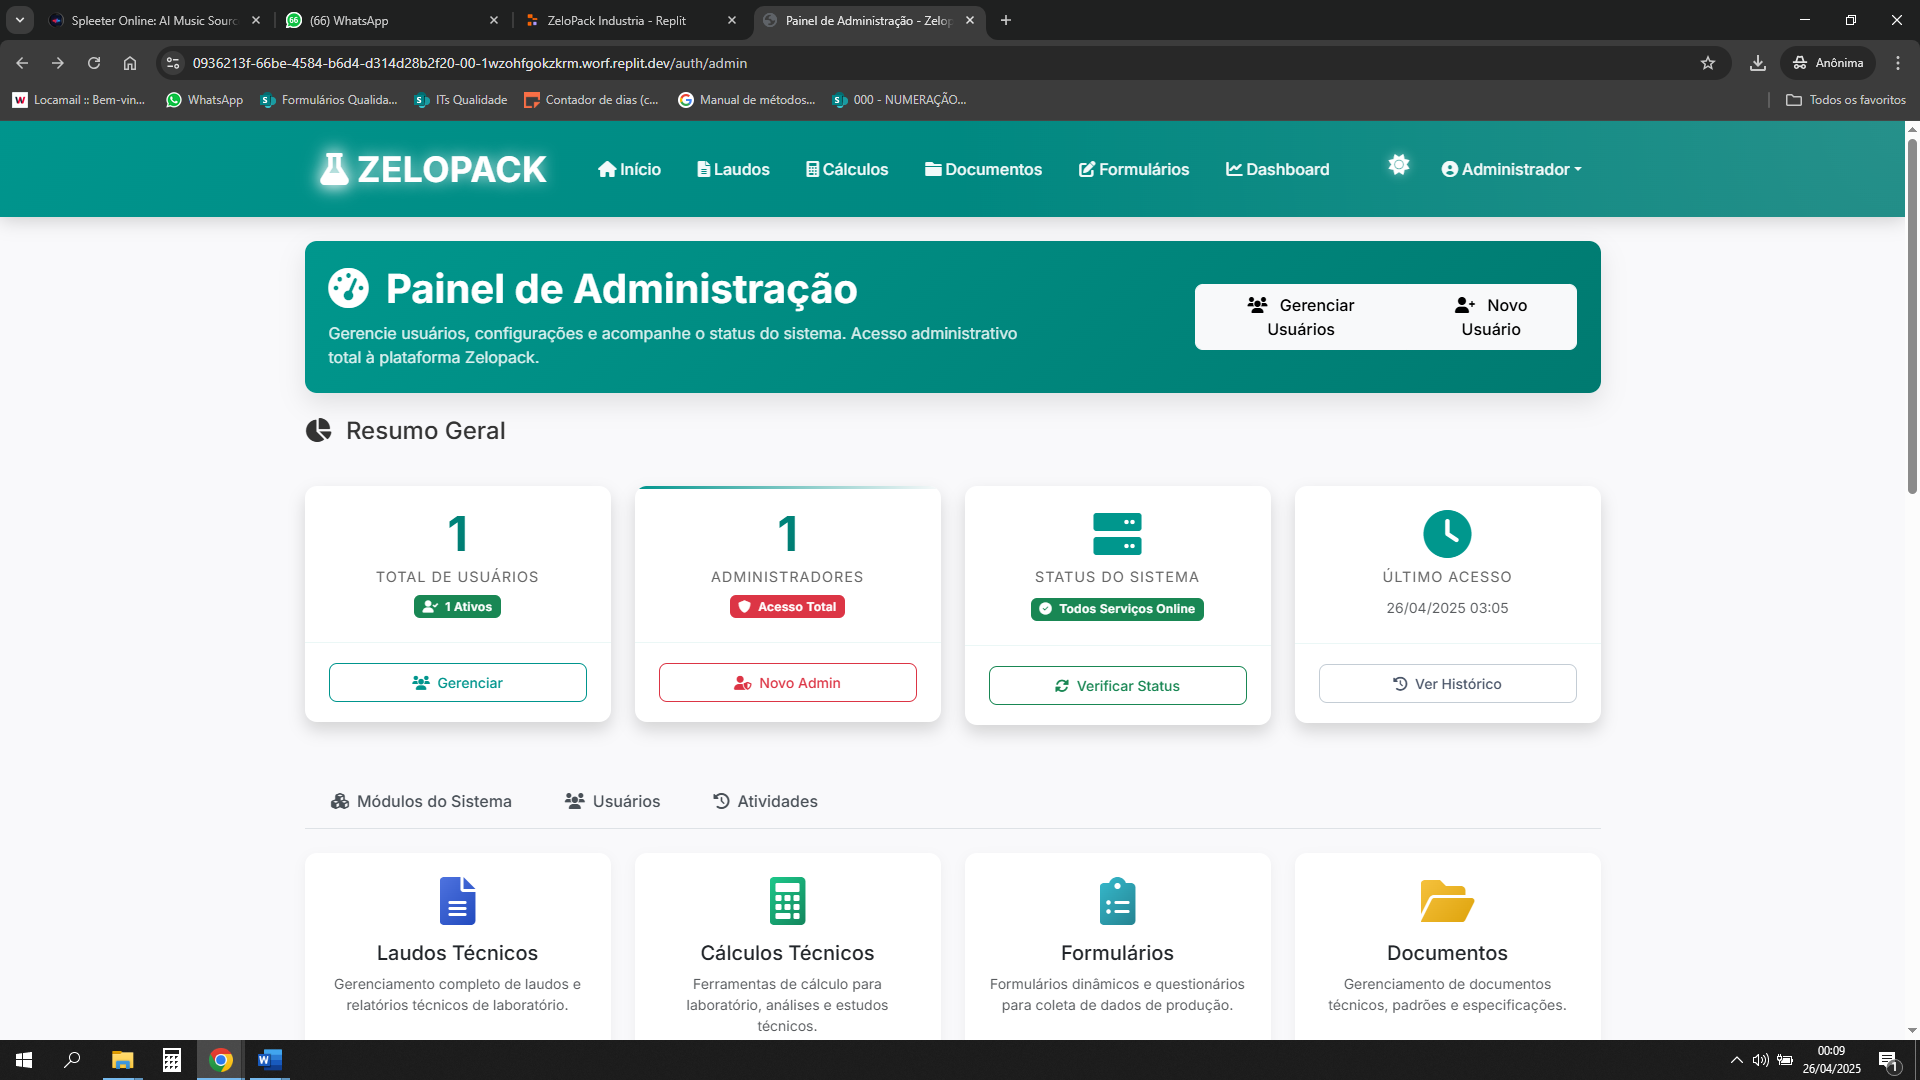 Spleeter Online: AI Music Sourc
(66) WhatsApp
ZeloPack Industria - Replit
Painel de Administração - Zelop
0936213f-66be-4584-b6d4-d314d28b2f20-00-1wzohfgokzkrm.worf.replit.dev/auth/admin
Anônima
Locamail :: Bem-vin...
WhatsApp
Formulários Qualida...
ITs Qualidade
Contador de dias (c...
Manual de métodos...
000 - NUMERAÇÃO...
Todos os favoritos
ZELOPACK
Início
Laudos
Cálculos
Documentos
Formulários
Dashboard
Administrador
Painel de Administração
Gerencie usuários, configurações e acompanhe o status do sistema. Acesso administrativo
total à plataforma Zelopack.
Gerenciar
Usuários
Novo
Usuário
Resumo Geral
1
TOTAL DE USUÁRIOS
1 Ativos
Gerenciar
1
ADMINISTRADORES
Acesso Total
Novo Admin
STATUS DO SISTEMA
Todos Serviços Online
Verificar Status
ÚLTIMO ACESSO
26/04/2025 03:05
Ver Histórico
Módulos do Sistema
Usuários
Atividades
Laudos Técnicos
Gerenciamento completo de laudos e
relatórios técnicos de laboratório.
Cálculos Técnicos
Ferramentas de cálculo para
laboratório, análises e estudos
técnicos.
Formulários
Formulários dinâmicos e questionários
para coleta de dados de produção.
Documentos
Gerenciamento de documentos
técnicos, padrões e especificações.
00:09
26/04/2025
1